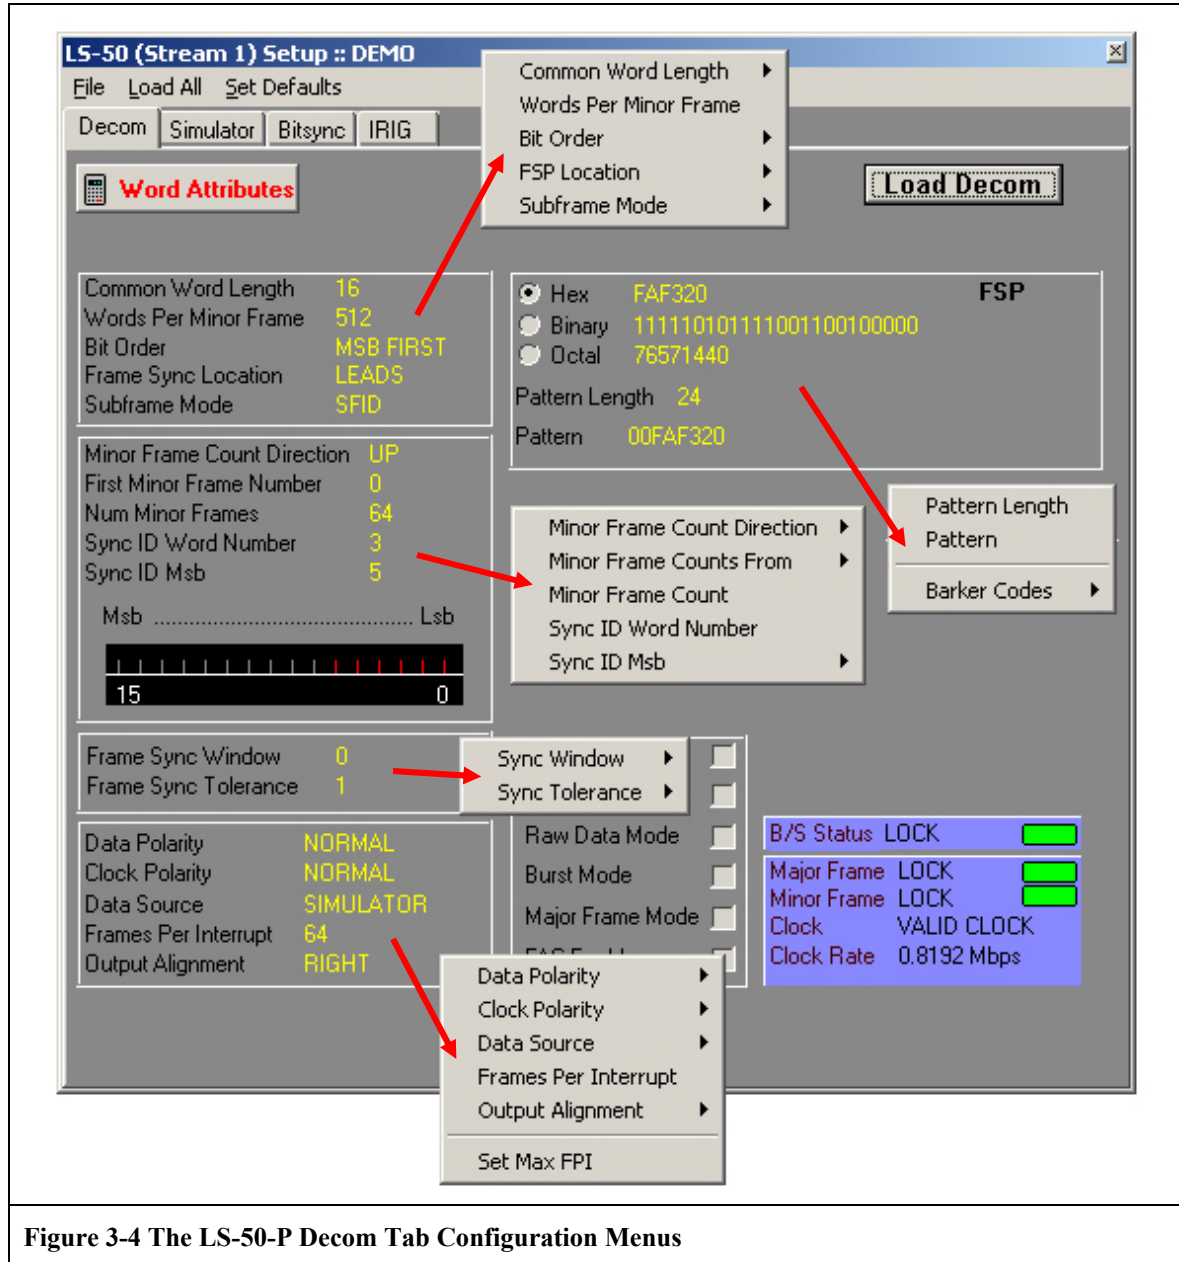 LS-50 (Stream 1) Setup :: DEMO
File Load All Set Defaults
Decom Simulator Bitsync IRIG
Common Word Length
Words Per Minor Frame
Bit Order
FSP Location
Subframe Mode
Word Attributes
Load Decom
Common Word Length 16
Words Per Minor Frame 512
Bit Order MSB FIRST
Frame Sync Location LEADS
Subframe Mode SFID
Hex FAF320 FSP
Binary 111110101111001100100000
Octal 76571440
Pattern Length 24
Pattern 00FAF320
Minor Frame Count Direction UP
First Minor Frame Number 0
Num Minor Frames 64
Sync ID Word Number 3
Sync ID Msb 5
Msb ............................................ Lsb
15 0
Minor Frame Count Direction
Minor Frame Counts From
Minor Frame Count
Sync ID Word Number
Sync ID Msb
Pattern Length
Pattern
Barker Codes
Frame Sync Window 0
Frame Sync Tolerance 1
Sync Window
Sync Tolerance
Data Polarity NORMAL
Clock Polarity NORMAL
Data Source SIMULATOR
Frames Per Interrupt 64
Output Alignment RIGHT
Raw Data Mode
Burst Mode
Major Frame Mode
B/S Status LOCK
Major Frame LOCK
Minor Frame LOCK
Clock VALID CLOCK
Clock Rate 0.8192 Mbps
Data Polarity
Clock Polarity
Data Source
Frames Per Interrupt
Output Alignment
Set Max FPI
Figure 3-4 The LS-50-P Decom Tab Configuration Menus